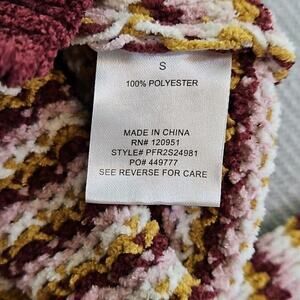 S
100% POLYESTER
MADE IN CHINA
RN# 120951
STYLE# PFR2S24981
PO# 449777
SEE REVERSE FOR CARE